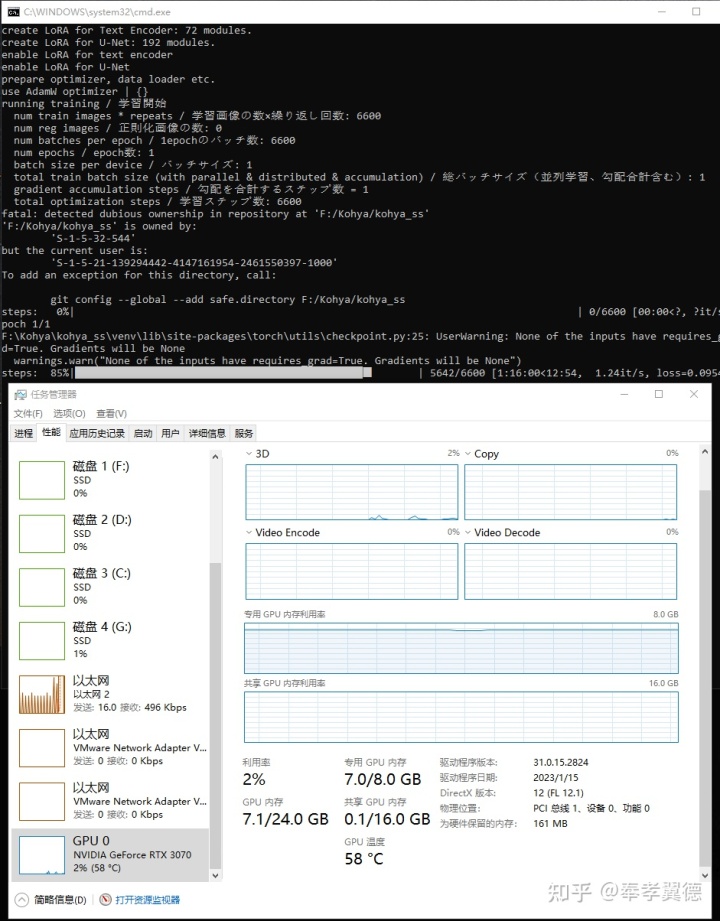 C:\WINDOWS\system32\cmd.exe
create LoRA for Text Encoder: 72 modules.
create LoRA for U-Net: 192 modules.
enable LoRA for text encoder
enable LoRA for U-Net
prepare optimizer, data loader etc.
use AdamW optimizer | {}
running training / 学習開始
num train images * repeats / 学習画像の数×繰り返し回数: 6600
num reg images / 正則化画像の数: 0
num batches per epoch / 1epochのバッチ数: 6600
num epochs / epoch数: 1
batch size per device / バッチサイズ: 1
total train batch size (with parallel & distributed & accumulation) / 総バッチサイズ（並列学習、勾配合計含む）: 1
gradient accumulation steps / 勾配を合計するステップ数 = 1
total optimization steps / 学習ステップ数: 6600
fatal: detected dubious ownership in repository at 'F:/Kohya/kohya_ss'
'F:/Kohya/kohya_ss' is owned by:
'S-1-5-32-544'
but the current user is:
'S-1-5-21-139294442-4147161954-2461550397-1000'
To add an exception for this directory, call:
git config --global --add safe.directory F:/Kohya/kohya_ss
steps: 0%| | 0/6600 [00:00<?, ?it/s
poch 1/1
F:\Kohya\kohya_ss\venv\lib\site-packages\torch\utils\checkpoint.py:25: UserWarning: None of the inputs have requires_g
d=True. Gradients will be None
warnings.warn("None of the inputs have requires_grad=True. Gradients will be None")
steps: 85%| | 5642/6600 [1:16:00<12:54, 1.24it/s, loss=0.0954
任务管理器
文件(F) 选项(O) 查看(V)
进程 性能 应用历史记录 启动 用户 详细信息 服务
磁盘 1 (F:)
SSD
0%
磁盘 2 (D:)
SSD
0%
磁盘 3 (C:)
SSD
0%
磁盘 4 (G:)
SSD
1%
以太网
以太网 2
发送: 16.0 接收: 496 Kbps
以太网
VMware Network Adapter V...
发送: 0 接收: 0 Kbps
以太网
VMware Network Adapter V...
发送: 0 接收: 0 Kbps
GPU 0
NVIDIA GeForce RTX 3070
2% (58 °C)
3D 2% Copy 0%
Video Encode 0% Video Decode 0%
专用 GPU 内存利用率 8.0 GB
共享 GPU 内存利用率 16.0 GB
利用率
2%
GPU 内存
7.1/24.0 GB
专用 GPU 内存
7.0/8.0 GB
共享 GPU 内存
0.1/16.0 GB
GPU 温度
58 °C
驱动程序版本: 31.0.15.2824
驱动程序日期: 2023/1/15
DirectX 版本: 12 (FL 12.1)
物理位置: PCI 总线 1、设备 0、功能 0
为硬件保留的内存: 161 MB
简略信息(D) 打开资源监视器
知乎 @奉孝翼德